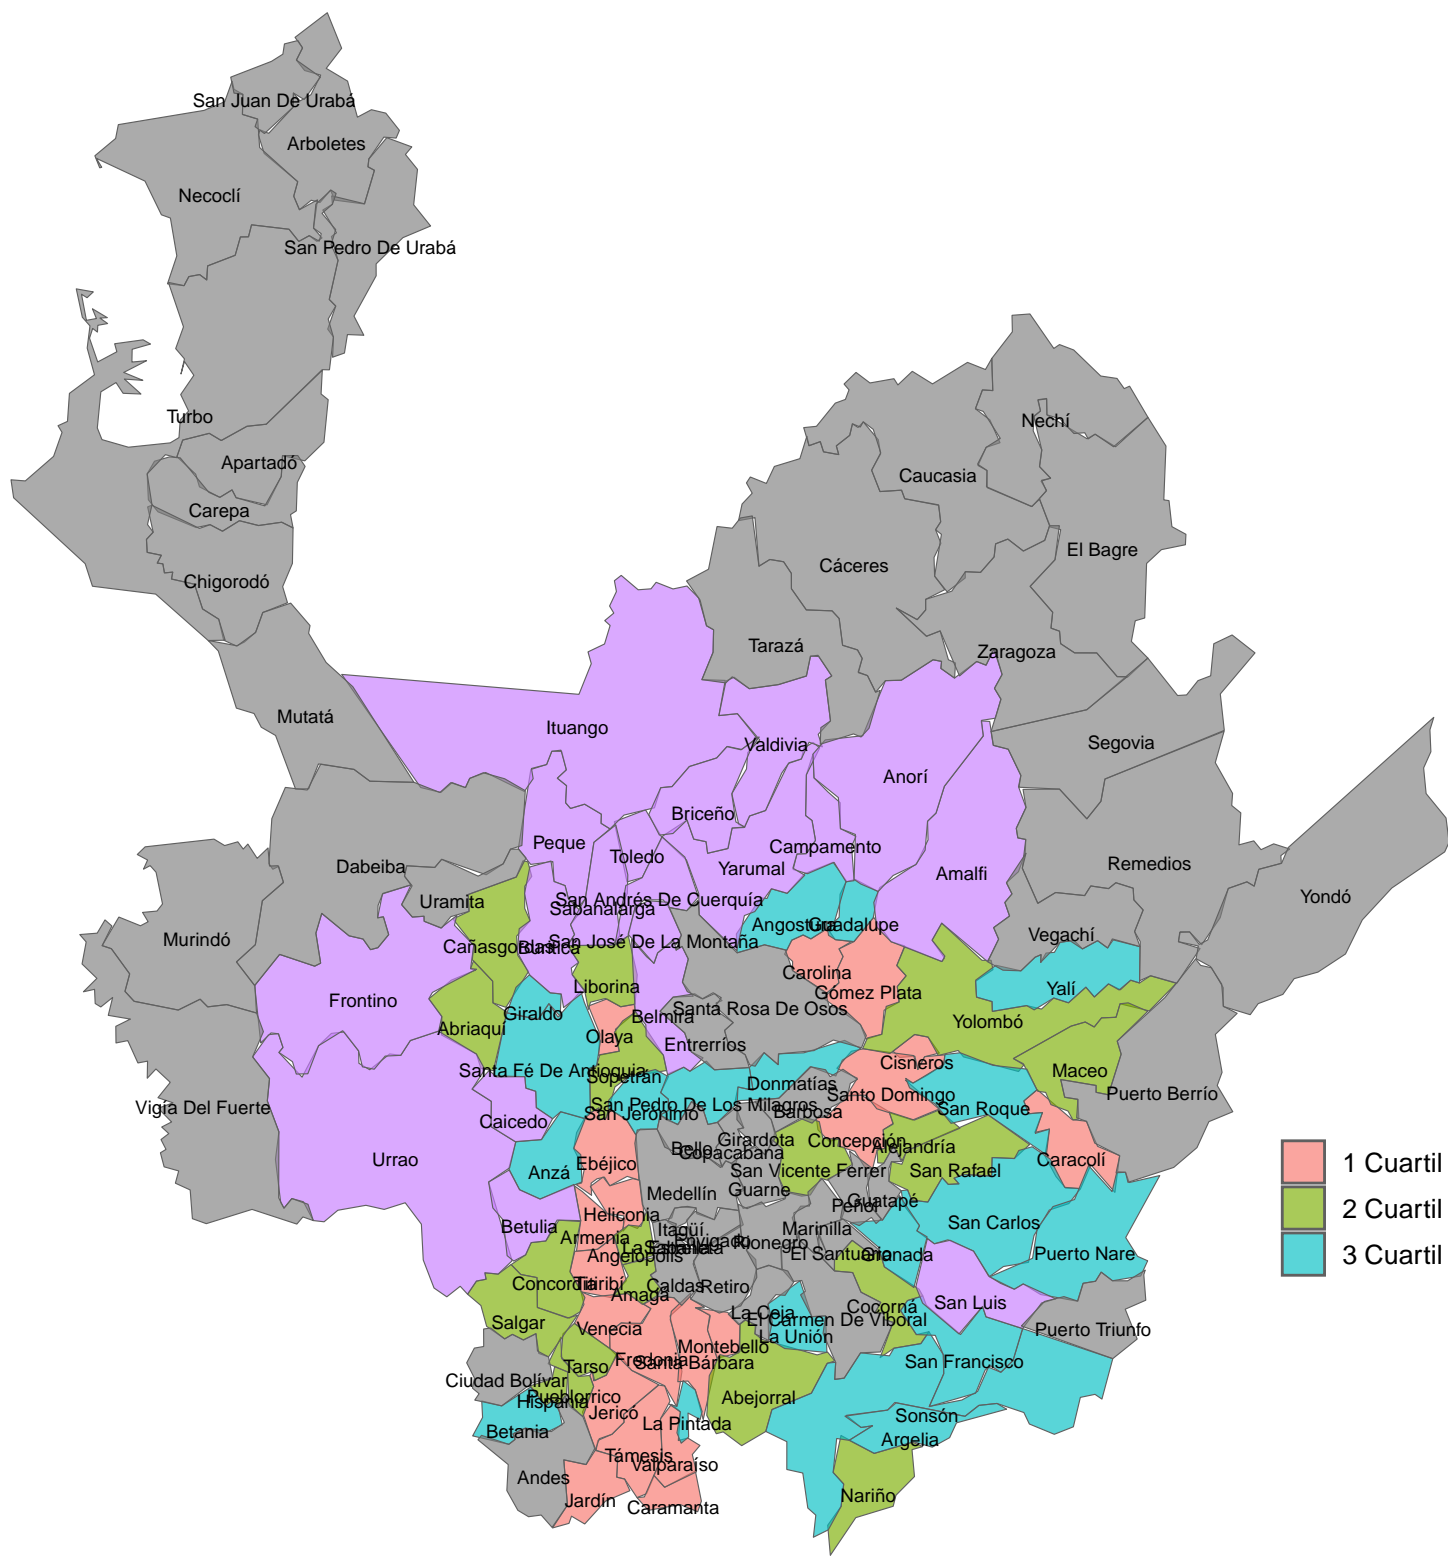 San Juan De Urabá
Arboletes
Necoclí
San Pedro De Urabá
Turbo
Apartadó
Carepa
Chigorodó
Mutatá
Nechí
Caucasia
El Bagre
Cáceres
Tarazá
Zaragoza
Ituango
Valdivia
Segovia
Anorí
Briceño
Peque
Toledo
Campamento
Yarumal
Dabeiba
Amalfi
Remedios
Yondó
Uramita
San Andrés De Cuerquía
Sabanalarga
Angostura
Guadalupe
Murindó
Cañasgordas
Buriticá
San José De La Montaña
Vegachí
Carolina
Liborina
Gómez Plata
Yalí
Frontino
Giraldo
Belmira
Santa Rosa De Osos
Abriaquí
Olaya
Entrerríos
Yolombó
Cisneros
Santa Fé De Antioquia
Sopetrán
Donmatías
Maceo
Santo Domingo
Puerto Berrío
Vigía Del Fuerte
Caicedo
San Pedro De Los Milagros
San Jerónimo
Barbosa
San Roque
Urrao
Anzá
Ebéjico
Bello
Copacabana
Girardota
Concepción
Alejandría
San Vicente Ferrer
San Rafael
Caracolí
1 Cuartil
Medellín
Guarne
Peñol
Guatapé
2 Cuartil
Betulia
Heliconia
Armenia
Itagüí
Envigado
Rionegro
Marinilla
San Carlos
La Estrella
Sabaneta
Angelópolis
El Santuario
Granada
Puerto Nare
3 Cuartil
Concordia
Titiribí
Amagá
Caldas
Retiro
Salgar
Venecia
La Ceja
El Carmen De Viboral
Cocorná
San Luis
La Unión
Puerto Triunfo
Montebello
Tarso
Fredonia
Santa Bárbara
San Francisco
Ciudad Bolívar
Pueblorrico
Hispania
Abejorral
Betania
Jericó
La Pintada
Sonsón
Argelia
Támesis
Valparaíso
Andes
Jardín
Caramanta
Nariño